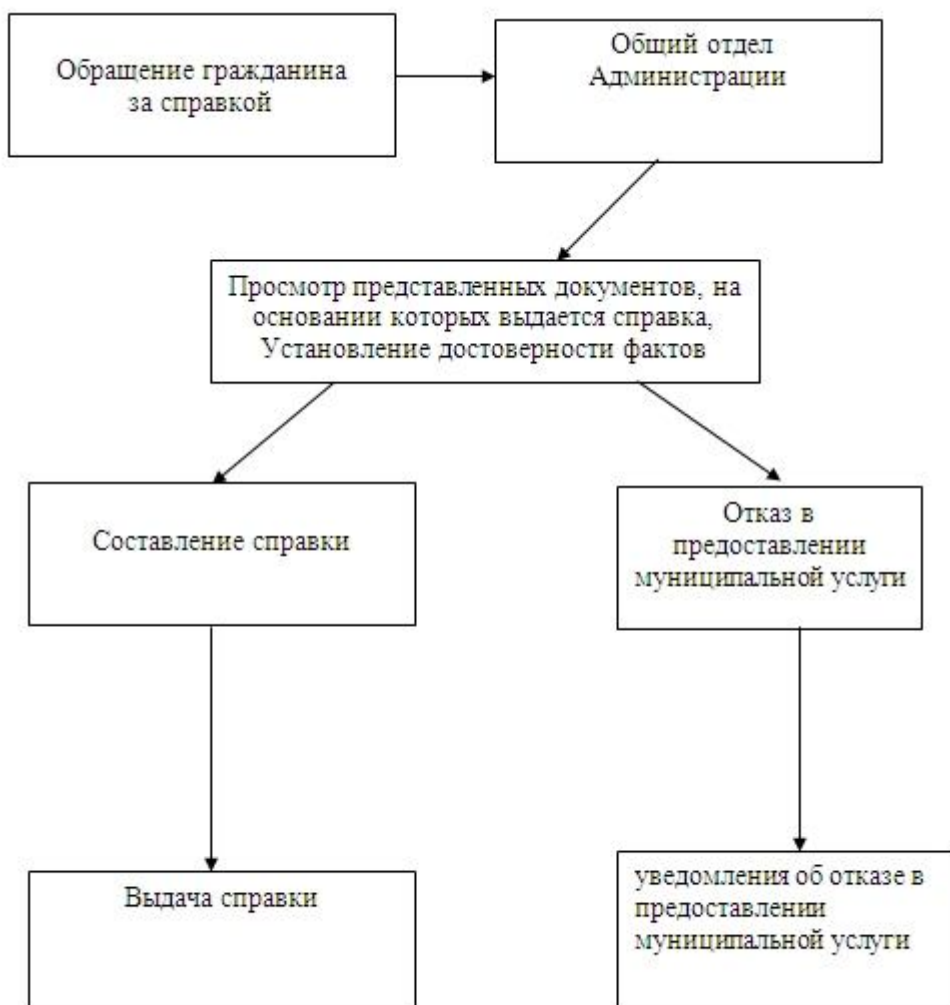 Обращение гражданина
за справкой
Общий отдел
Администрации
Просмотр представленных документов, на
основании которых выдается справка,
Установление достоверности фактов
Составление справки
Отказ в
предоставлении
муниципальной услуги
Выдача справки
уведомления об отказе в
предоставлении
муниципальной услуги